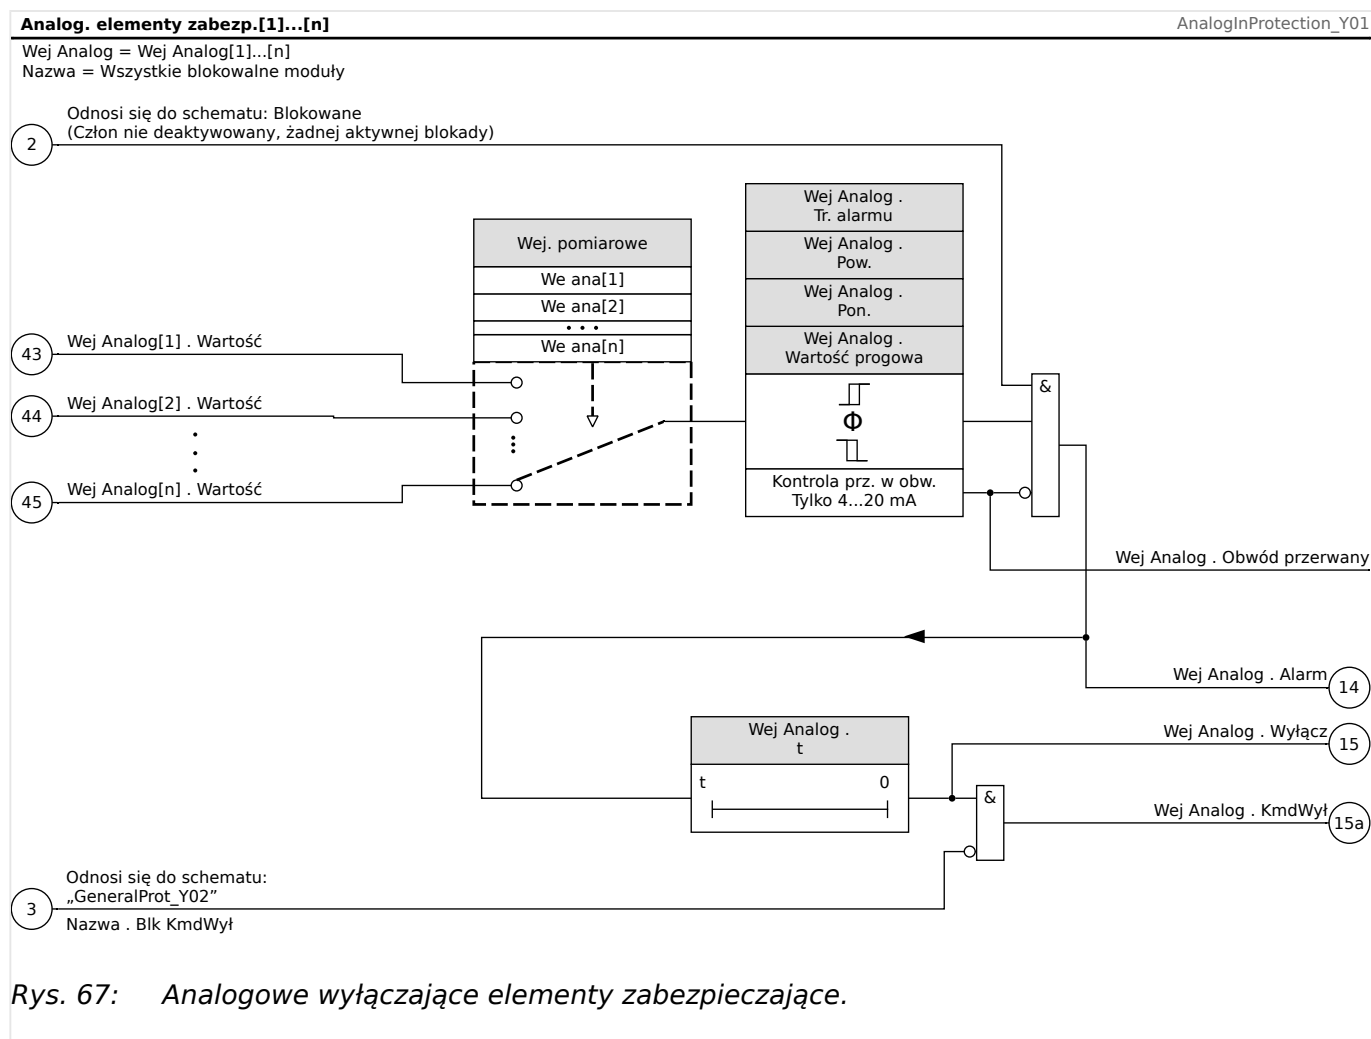 Analog. elementy zabezp.[1]...[n]
AnalogInProtection_Y01
Wej Analog = Wej Analog[1]...[n]
Nazwa = Wszystkie blokowalne moduły
Odnosi się do schematu: Blokowane
(Człon nie deaktywowany, żadnej aktywnej blokady)
2
Wej Analog .
Tr. alarmu
Wej. pomiarowe
Wej Analog .
Pow.
We ana[1]
Wej Analog .
Pon.
We ana[2]
• • •
We ana[n]
Wej Analog .
Wartość progowa
43
Wej Analog[1] . Wartość
&
44
Wej Analog[2] . Wartość
Φ
45
Wej Analog[n] . Wartość
Kontrola prz. w obw.
Tylko 4...20 mA
Wej Analog . Obwód przerwany
Wej Analog . Alarm
14
Wej Analog .
t
Wej Analog . Wyłącz
15
t
0
&
Wej Analog . KmdWył
15a
Odnosi się do schematu:
„GeneralProt_Y02”
3
Nazwa . Blk KmdWył
Rys. 67: Analogowe wyłączające elementy zabezpieczające.